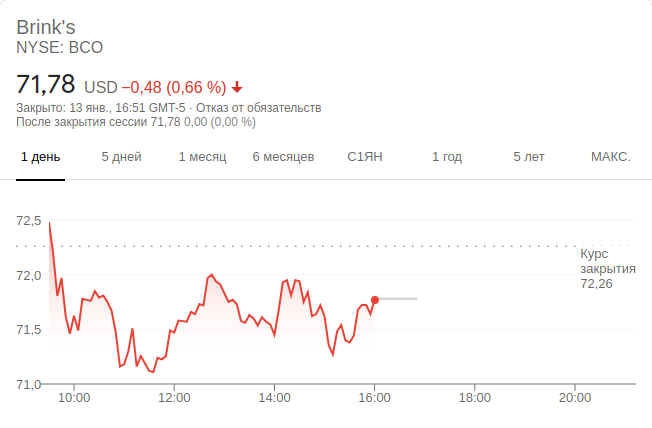 Brink's
NYSE: BCO
71,78 USD −0,48 (0,66 %)
Закрыто: 13 янв., 16:51 GMT-5 · Отказ от обязательств
После закрытия сессии 71,78 0,00 (0,00 %)
1 день 5 дней 1 месяц 6 месяцев С1ЯН 1 год 5 лет МАКС.
72,5
Курс
закрытия
72,26
72,0
71,5
71,0
10:00 12:00 14:00 16:00 18:00 20:00